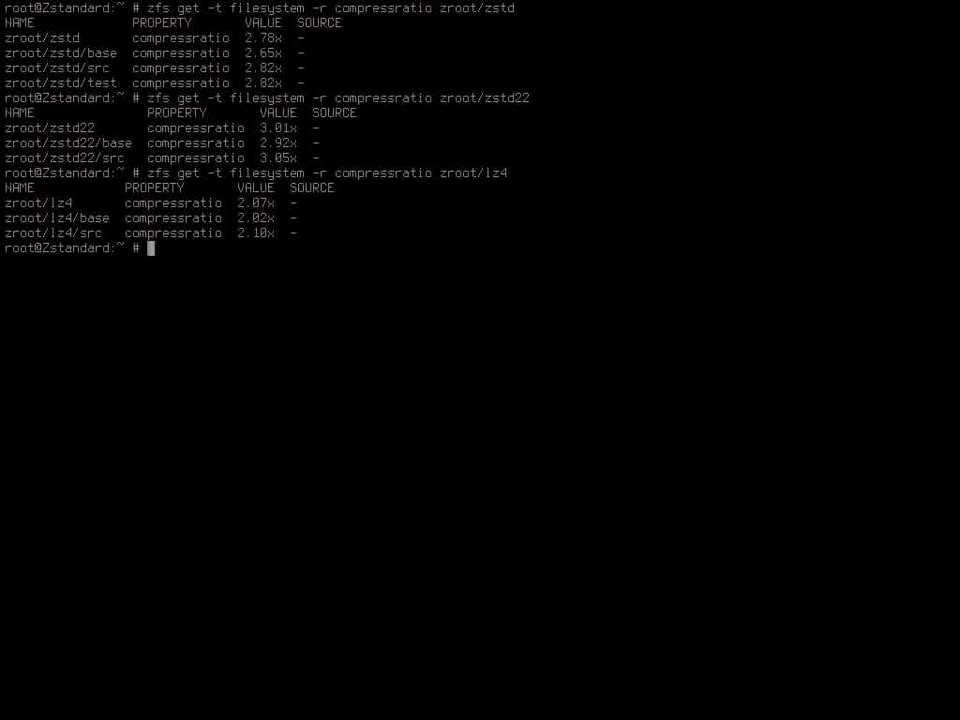 root@Zstandard:~ # zfs get -t filesystem -r compressratio zroot/zstd
NAME PROPERTY VALUE SOURCE
zroot/zstd compressratio 2.78x -
zroot/zstd/base compressratio 2.65x -
zroot/zstd/src compressratio 2.82x -
zroot/zstd/test compressratio 2.82x -
root@Zstandard:~ # zfs get -t filesystem -r compressratio zroot/zstd22
NAME PROPERTY VALUE SOURCE
zroot/zstd22 compressratio 3.01x -
zroot/zstd22/base compressratio 2.92x -
zroot/zstd22/src compressratio 3.05x -
root@Zstandard:~ # zfs get -t filesystem -r compressratio zroot/lz4
NAME PROPERTY VALUE SOURCE
zroot/lz4 compressratio 2.07x -
zroot/lz4/base compressratio 2.02x -
zroot/lz4/src compressratio 2.10x -
root@Zstandard:~ #